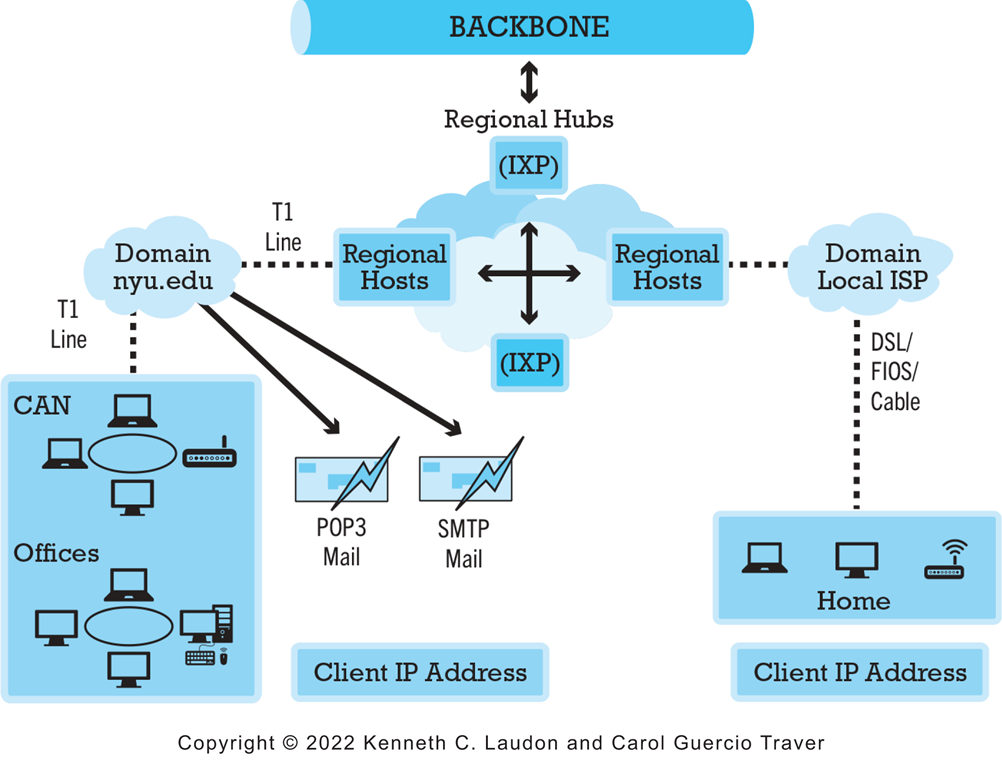 BACKBONE
Regional Hubs
(IXP)
T1
Line
Domain
nyu.edu
Regional
Hosts
Regional
Hosts
Domain
Local ISP
T1
Line
(IXP)
DSL/
FIOS/
Cable
CAN
POP3
Mail
SMTP
Mail
Offices
Home
Client IP Address
Client IP Address
Copyright © 2022 Kenneth C. Laudon and Carol Guercio Traver